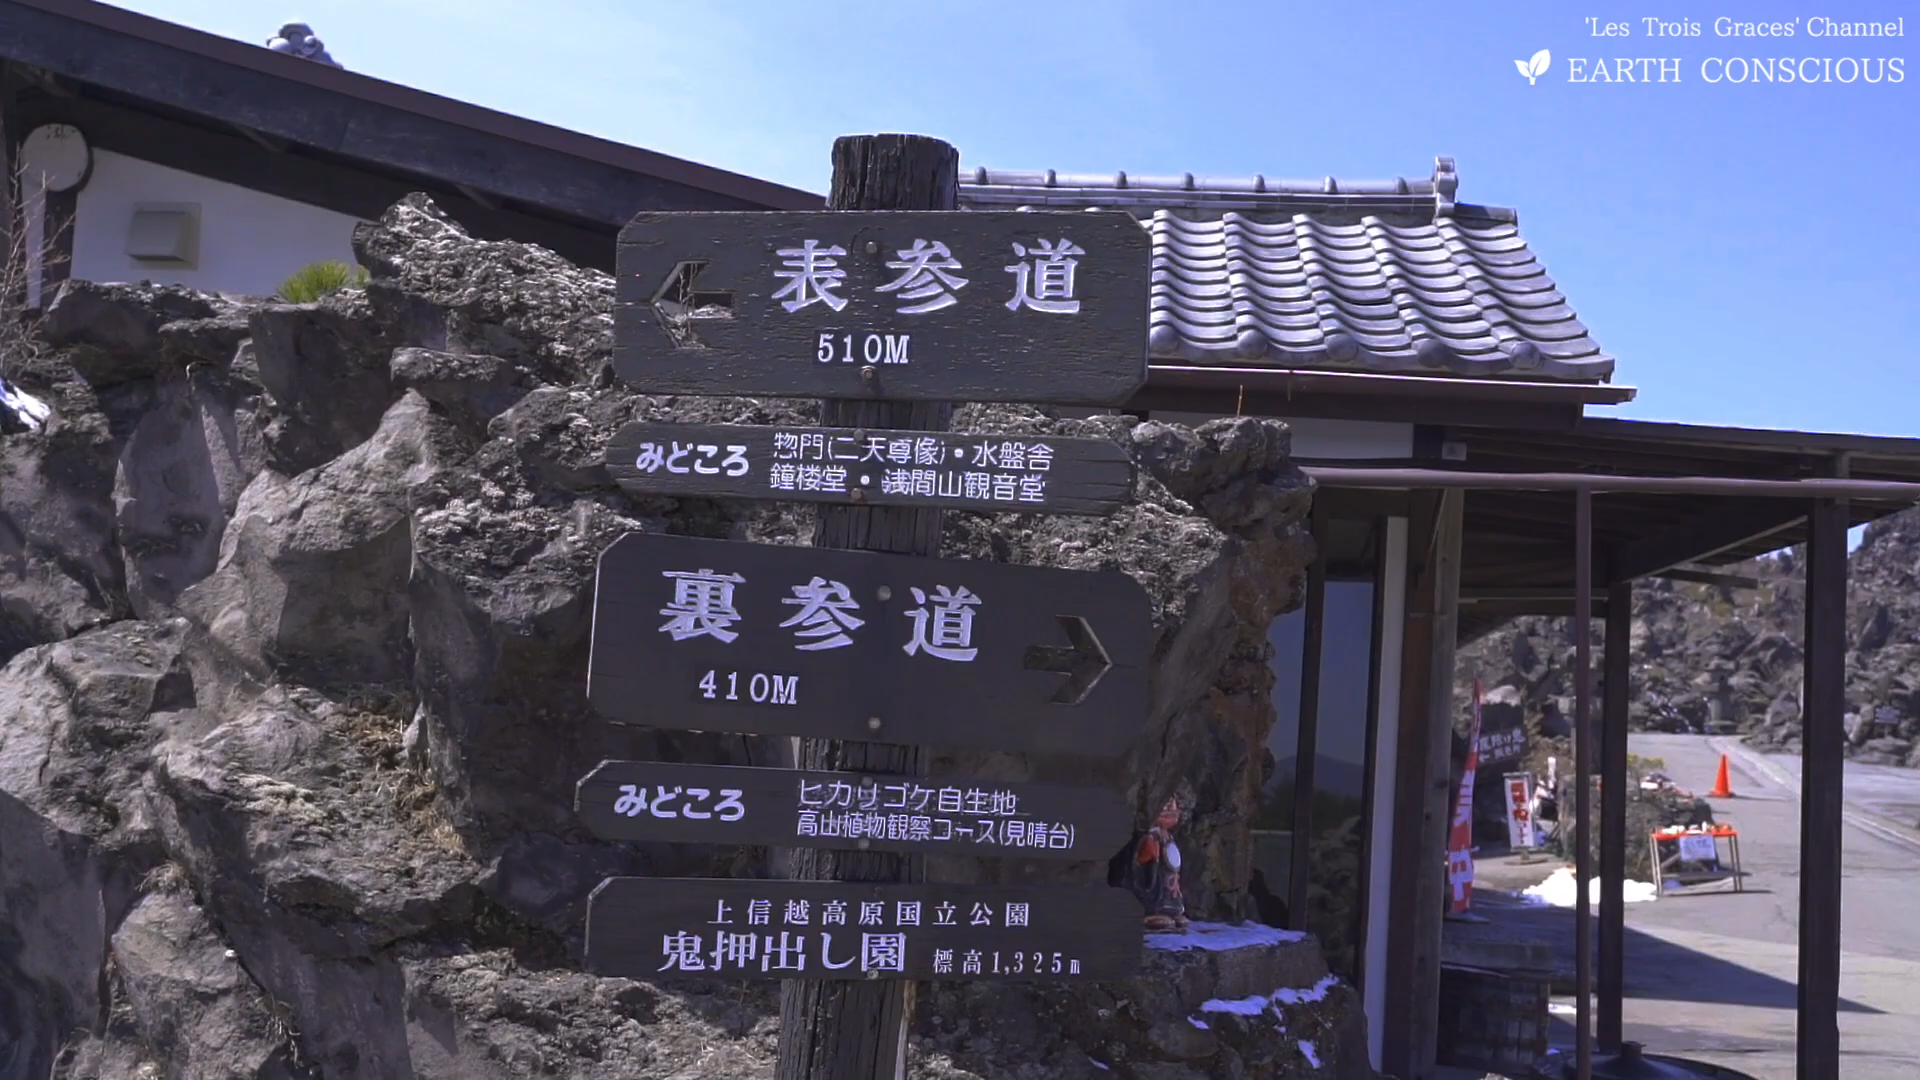 'Les Trois Graces' Channel
EARTH CONSCIOUS
表参道
510M
みどころ
惣門(二天尊像)・水盤舎
鐘楼堂・浅間山観音堂
裏参道
410M
みどころ
ヒカリゴケ自生地
高山植物観察コース(見晴台)
上信越高原国立公園
鬼押出し園 標高1,325m